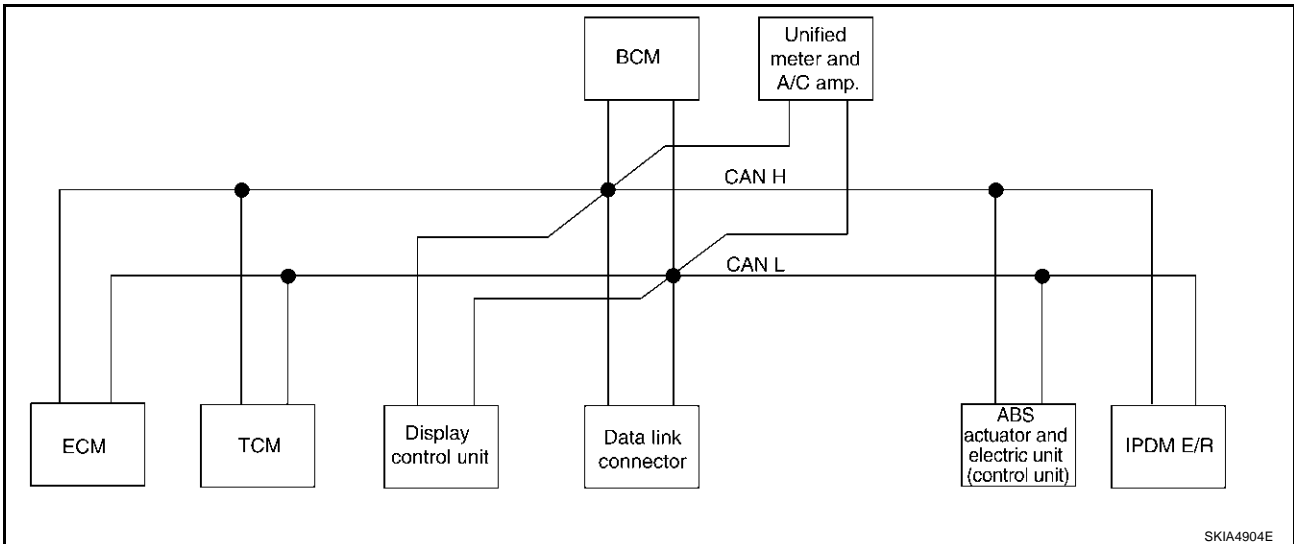 BCM
Unified
meter and
A/C amp.
CAN H
CAN L
ECM
TCM
Display
control unit
Data link
connector
ABS
actuator and
electric unit
(control unit)
IPDM E/R
SKIA4904E